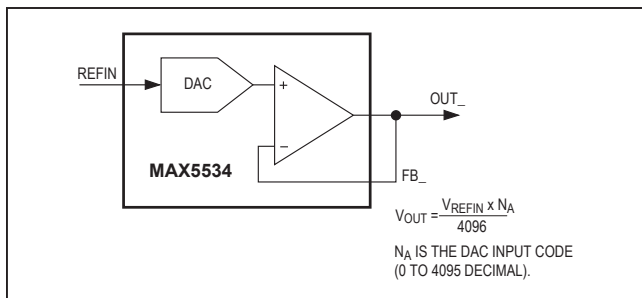 REFIN
DAC
+
−
OUT_
MAX5534
FB_
V_OUT = V_REFIN x N_A
4096
N_A IS THE DAC INPUT CODE
(0 TO 4095 DECIMAL).